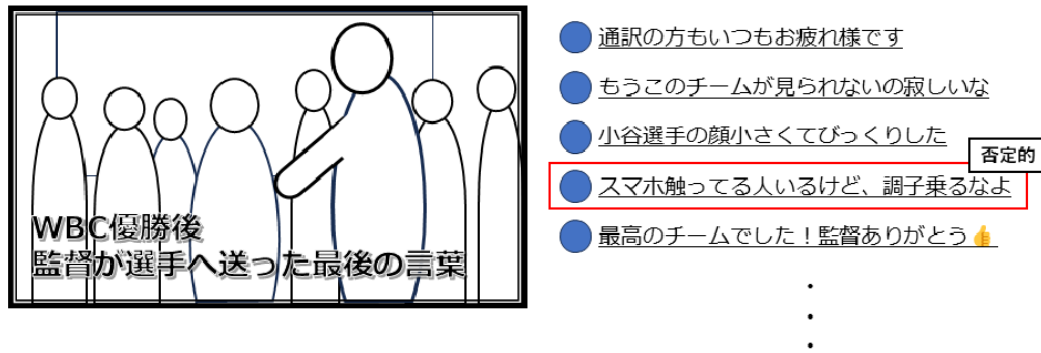 WBC優勝後
監督が選手へ送った最後の言葉
通訳の方もいつもお疲れ様です
もうこのチームが見られないの寂しいな
小谷選手の顔小さくてびっくりした
否定的
スマホ触ってる人いるけど、調子乗るなよ
最高のチームでした！監督ありがとう👍
・
・
・